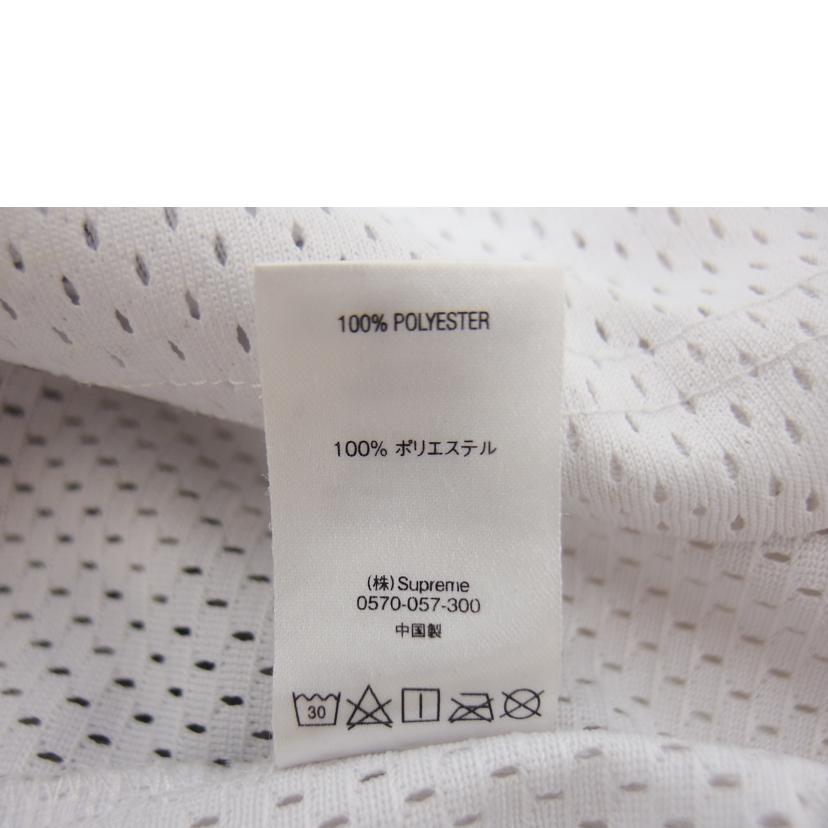 100% POLYESTER
100% ポリエステル
(株)Supreme
0570-057-300
中国製
30